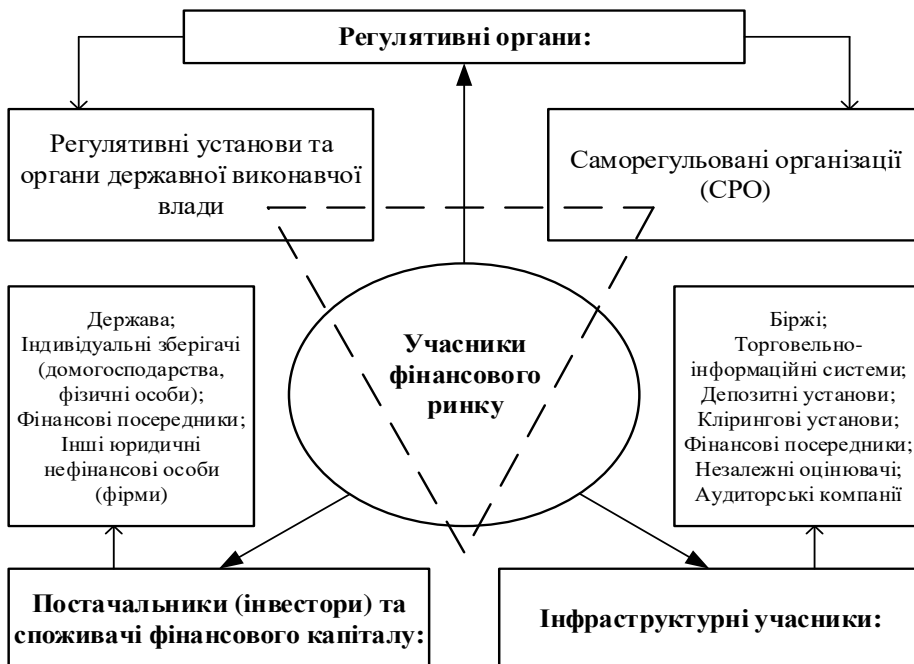 Регулятивні органи:
Регулятивні установи та
органи державної виконавчої
влади
Саморегульовані організації
(СРО)
Держава;
Індивідуальні зберігачі
(домогосподарства,
фізичні особи);
Фінансові посередники;
Інші юридичні
нефінансові особи
(фірми)
Учасники
фінансового
ринку
Біржі;
Торговельно-
інформаційні системи;
Депозитні установи;
Клірингові установи;
Фінансові посередники;
Незалежні оцінювачі;
Аудиторські компанії
Постачальники (інвестори) та
споживачі фінансового капіталу:
Інфраструктурні учасники: